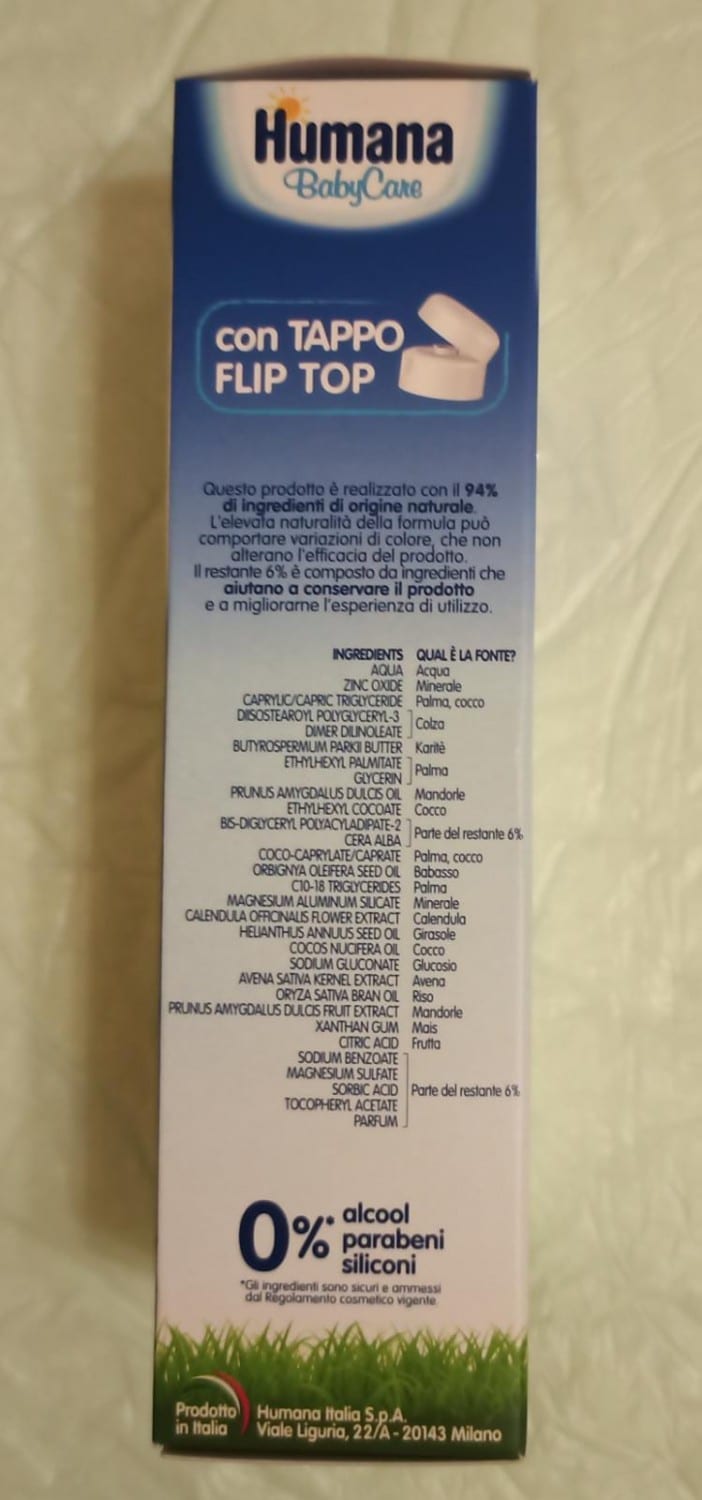 Humana
BabyCare
con TAPPO
FLIP TOP
Questo prodotto è realizzato con il 94%
di ingredienti di origine naturale.
L'elevata naturalità della formula può
comportare variazioni di colore, che non
alterano l'efficacia del prodotto.
Il restante 6% è composto da ingredienti che
aiutano a conservare il prodotto
e a migliorarne l'esperienza di utilizzo.
INGREDIENTS QUAL È LA FONTE?
AQUA Acqua
ZINC OXIDE Minerale
CAPRYLIC/CAPRIC TRIGLYCERIDE Palma, cocco
DIISOSTEAROYL POLYGLYCERYL-3
DIMER DILINOLEATE Colza
BUTYROSPERMUM PARKII BUTTER Karitè
ETHYLHEXYL PALMITATE
GLYCERIN Palma
PRUNUS AMYGDALUS DULCIS OIL Mandorle
ETHYLHEXYL COCOATE Cocco
BIS-DIGLYCERYL POLYACYLADIPATE-2
CERA ALBA Parte del restante 6%
COCO-CAPRYLATE/CAPRATE Palma, cocco
ORBIGNYA OLEIFERA SEED OIL Babasso
C10-18 TRIGLYCERIDES Palma
MAGNESIUM ALUMINUM SILICATE Minerale
CALENDULA OFFICINALIS FLOWER EXTRACT Calendula
HELIANTHUS ANNUUS SEED OIL Girasole
COCOS NUCIFERA OIL Cocco
SODIUM GLUCONATE Glucosio
AVENA SATIVA KERNEL EXTRACT Avena
ORYZA SATIVA BRAN OIL Riso
PRUNUS AMYGDALUS DULCIS FRUIT EXTRACT Mandorle
XANTHAN GUM Mais
CITRIC ACID Frutta
SODIUM BENZOATE
MAGNESIUM SULFATE
SORBIC ACID Parte del restante 6%
TOCOPHERYL ACETATE
PARFUM
0%* alcool
parabeni
siliconi
*Gli ingredienti sono sicuri e ammessi
dal Regolamento cosmetico vigente.
Prodotto
in Italia
Humana Italia S.p.A.
Viale Liguria, 22/A - 20143 Milano